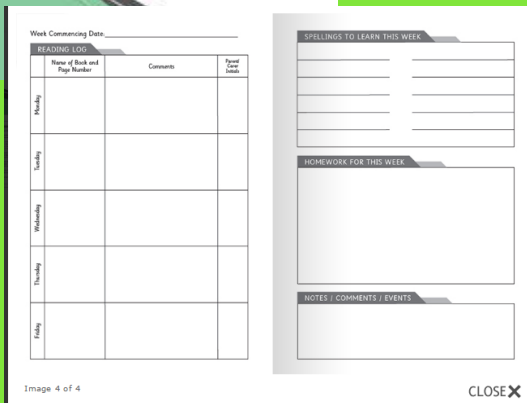 Week Commencing Date:
READING LOG
Name of Book and
Page Number
Comments
Parent/
Carer
Initials
Monday
Tuesday
Wednesday
Thursday
Friday
SPELLINGS TO LEARN THIS WEEK
HOMEWORK FOR THIS WEEK
NOTES / COMMENTS / EVENTS
Image 4 of 4
CLOSE X